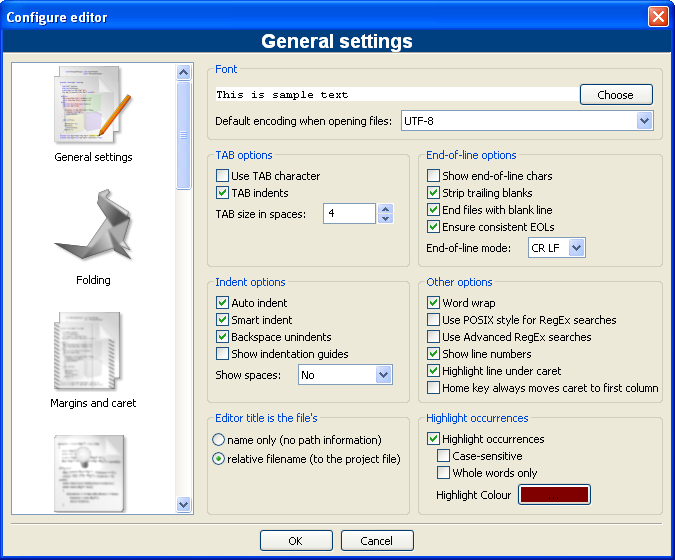 Configure editor
General settings
General settings
Folding
Margins and caret
Font
This is sample text
Choose
Default encoding when opening files: UTF-8
TAB options
Use TAB character
TAB indents
TAB size in spaces: 4
End-of-line options
Show end-of-line chars
Strip trailing blanks
End files with blank line
Ensure consistent EOLs
End-of-line mode: CR LF
Indent options
Auto indent
Smart indent
Backspace unindents
Show indentation guides
Show spaces: No
Other options
Word wrap
Use POSIX style for RegEx searches
Use Advanced RegEx searches
Show line numbers
Highlight line under caret
Home key always moves caret to first column
Editor title is the file's
name only (no path information)
relative filename (to the project file)
Highlight occurrences
Highlight occurrences
Case-sensitive
Whole words only
Highlight Colour
OK
Cancel